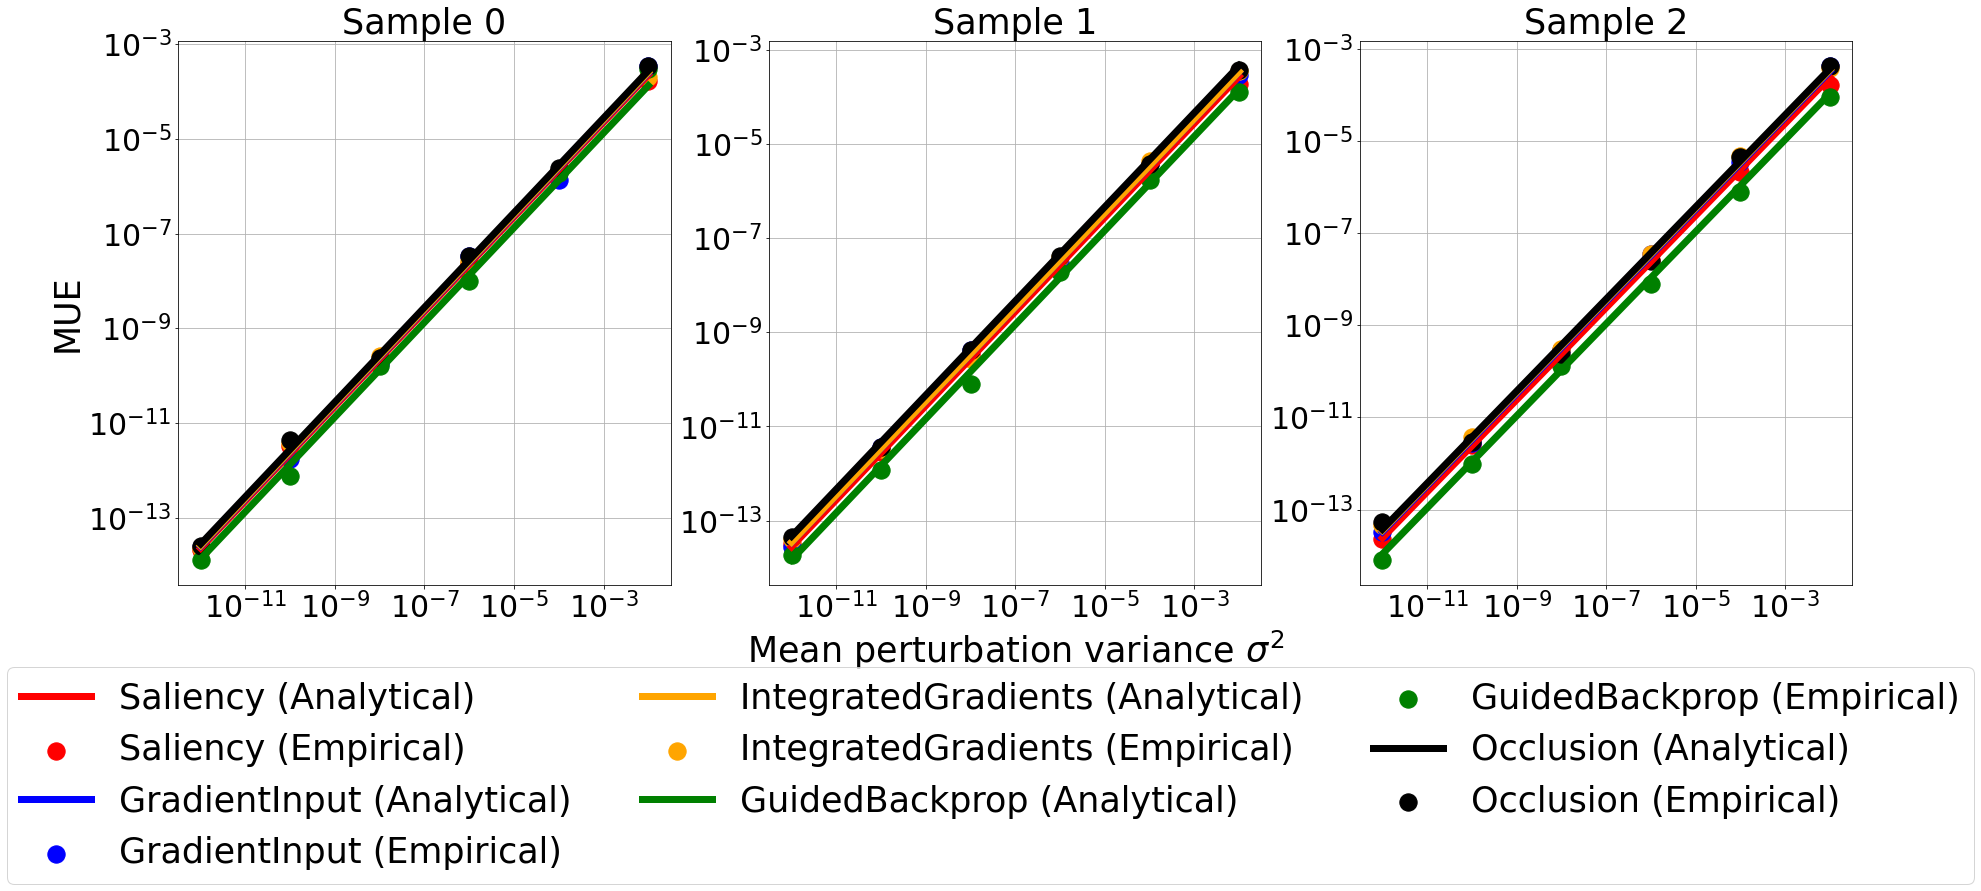 Sample 0
Sample 1
Sample 2
10⁻³
10⁻⁵
10⁻⁷
10⁻⁹
10⁻¹¹
10⁻¹³
10⁻³
10⁻⁵
10⁻⁷
10⁻⁹
10⁻¹¹
10⁻¹³
10⁻³
10⁻⁵
10⁻⁷
10⁻⁹
10⁻¹¹
10⁻¹³
MUE
10⁻¹¹ 10⁻⁹ 10⁻⁷ 10⁻⁵ 10⁻³
10⁻¹¹ 10⁻⁹ 10⁻⁷ 10⁻⁵ 10⁻³
10⁻¹¹ 10⁻⁹ 10⁻⁷ 10⁻⁵ 10⁻³
Mean perturbation variance σ²
Saliency (Analytical)
Saliency (Empirical)
GradientInput (Analytical)
GradientInput (Empirical)
IntegratedGradients (Analytical)
IntegratedGradients (Empirical)
GuidedBackprop (Analytical)
GuidedBackprop (Empirical)
Occlusion (Analytical)
Occlusion (Empirical)